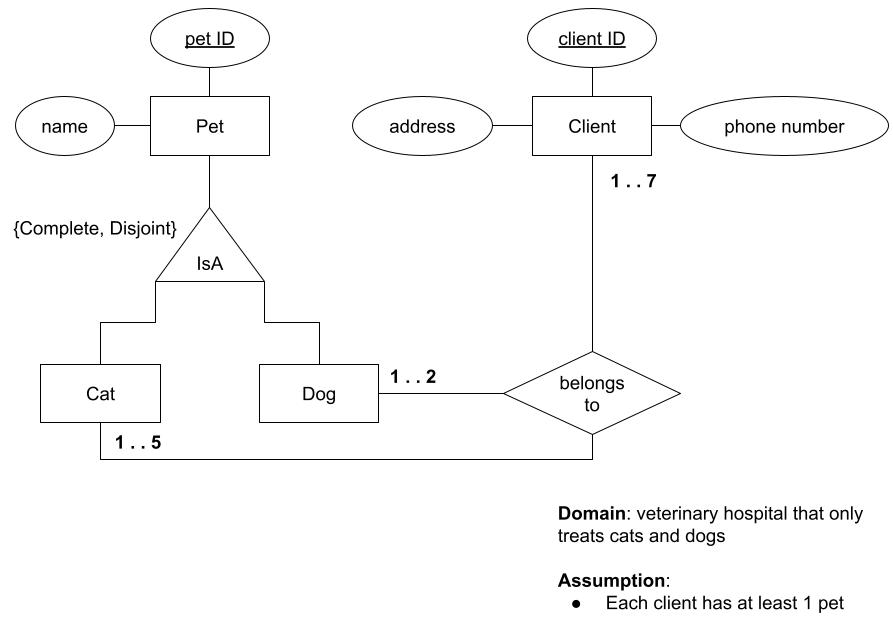 pet ID
client ID
name
Pet
address
Client
phone number
1 . . 7
{Complete, Disjoint}
IsA
Cat
Dog
1 . . 2
belongs
to
1 . . 5
Domain: veterinary hospital that only
treats cats and dogs
Assumption:
● Each client has at least 1 pet